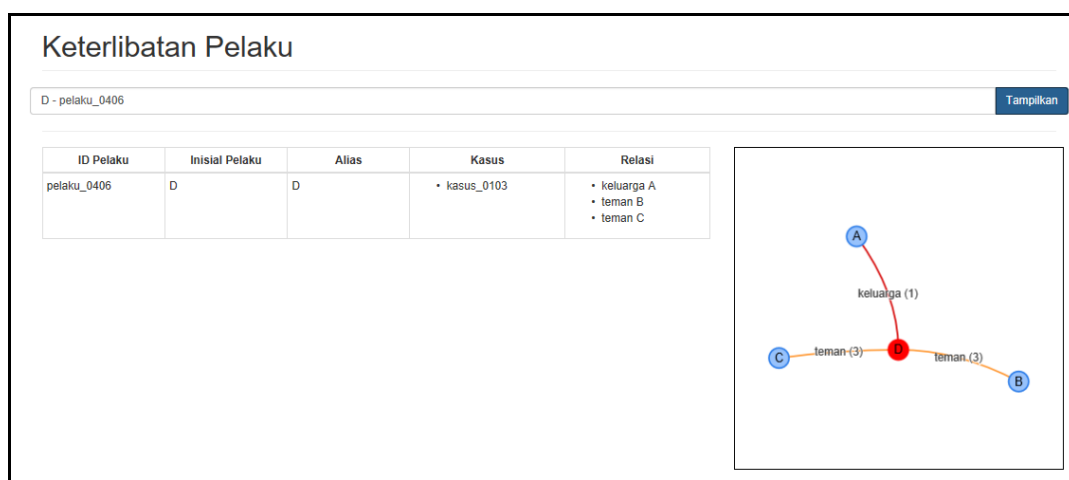 Keterlibatan Pelaku
D - pelaku_0406
Tampilkan
ID Pelaku Inisial Pelaku Alias Kasus Relasi
pelaku_0406 D D • kasus_0103 • keluarga A
• teman B
• teman C
A
keluarga (1)
C teman (3) D teman (3)
B